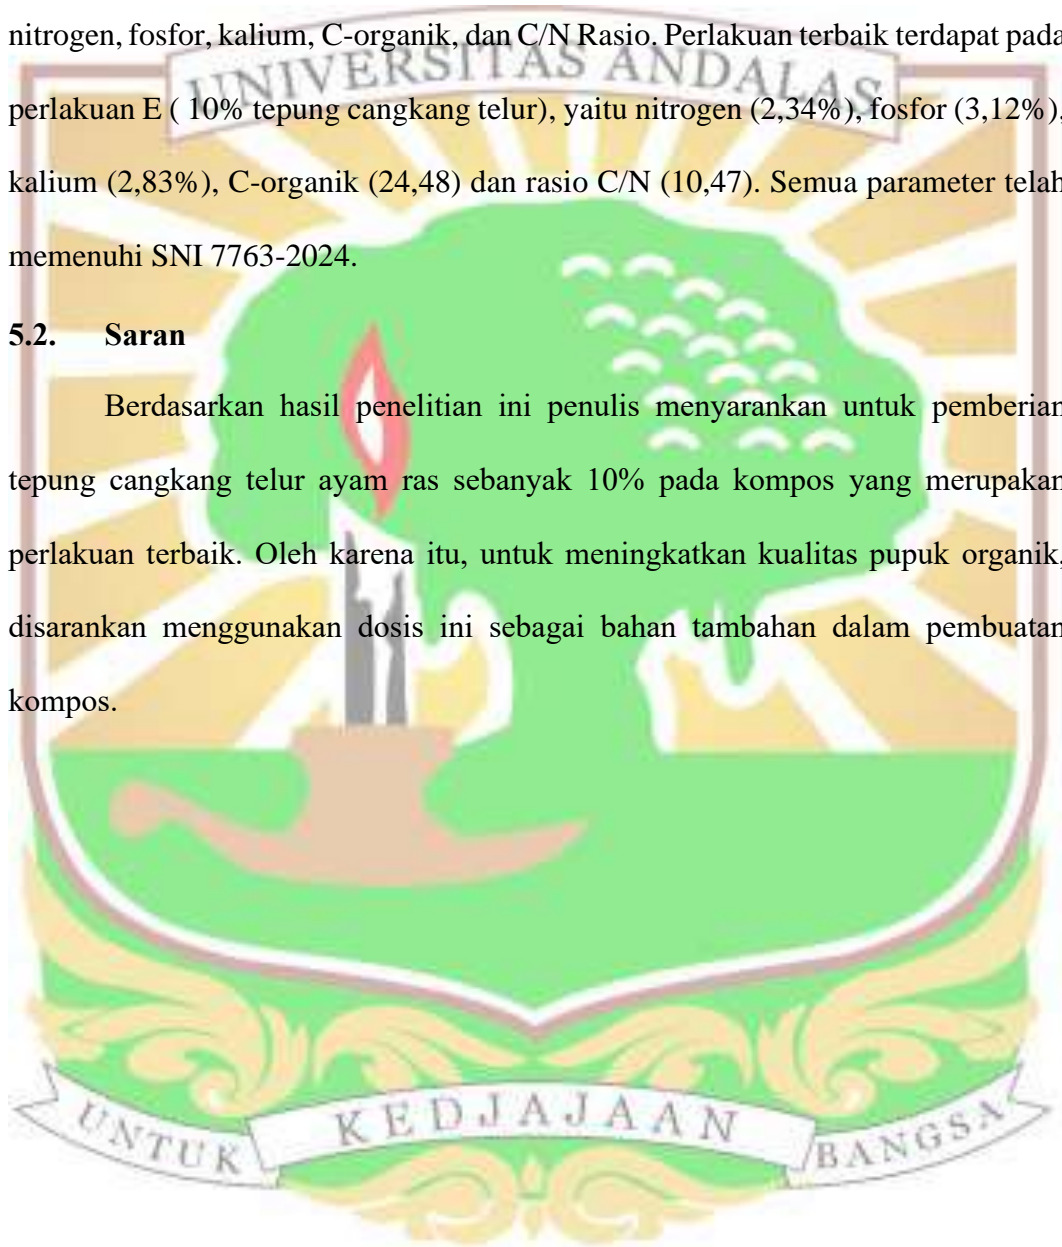 nitrogen, fosfor, kalium, C-organik, dan C/N Rasio. Perlakuan terbaik terdapat pada
UNIVERSITAS ANDALAS
perlakuan E ( 10% tepung cangkang telur), yaitu nitrogen (2,34%), fosfor (3,12%),
kalium (2,83%), C-organik (24,48) dan rasio C/N (10,47). Semua parameter telah
memenuhi SNI 7763-2024.
5.2. Saran
Berdasarkan hasil penelitian ini penulis menyarankan untuk pemberian
tepung cangkang telur ayam ras sebanyak 10% pada kompos yang merupakan
perlakuan terbaik. Oleh karena itu, untuk meningkatkan kualitas pupuk organik,
disarankan menggunakan dosis ini sebagai bahan tambahan dalam pembuatan
kompos.
UNTUK KEDJAJAAN BANGSA